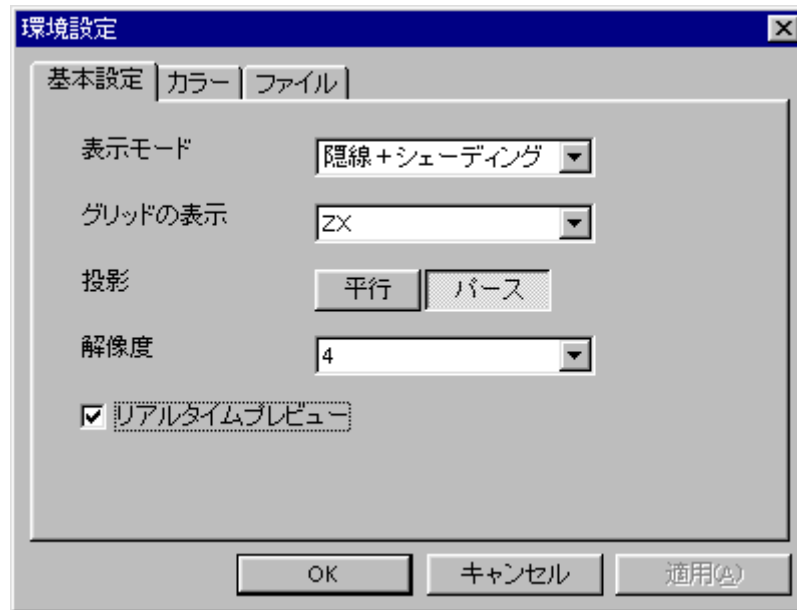 環境設定
基本設定 カラー ファイル
表示モード 隠線+シェーディング
グリッドの表示 ZX
投影 平行 パース
解像度 4
リアルタイムプレビュー
OK キャンセル 適用(A)